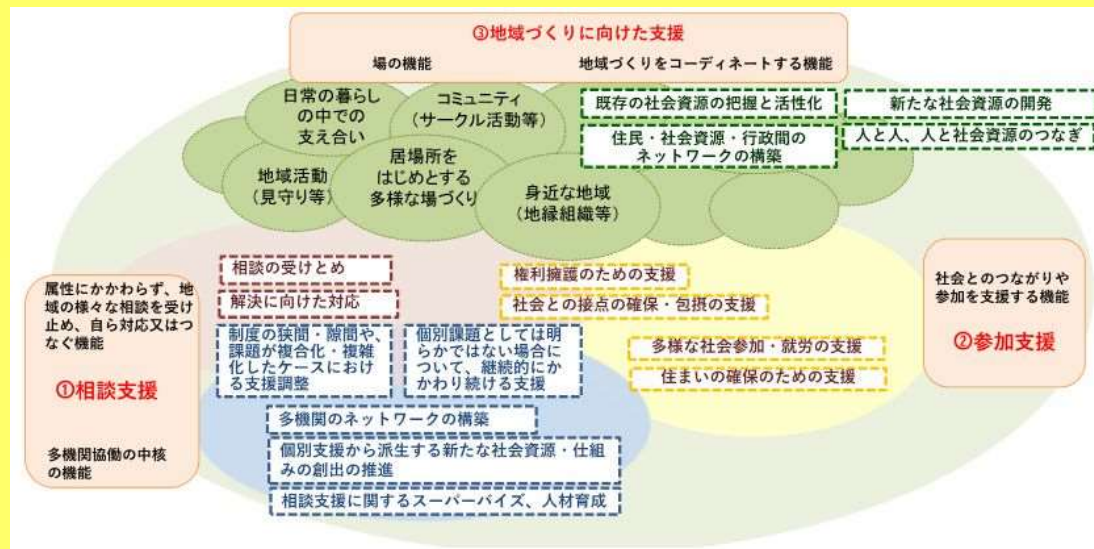 ③地域づくりに向けた支援
場の機能
地域づくりをコーディネートする機能
日常の暮らし
の中での
支え合い
コミュニティ
(サークル活動等)
既存の社会資源の把握と活性化
新たな社会資源の開発
住民・社会資源・行政間の
ネットワークの構築
人と人、人と社会資源のつなぎ
地域活動
(見守り等)
居場所を
はじめとする
多様な場づくり
身近な地域
(地縁組織等)
属性にかかわらず、地
域の様々な相談を受け
止め、自ら対応又はつ
なぐ機能
①相談支援
多機関協働の中核
の機能
相談の受けとめ
解決に向けた対応
制度の狭間・隙間や、
課題が複合化・複雑
化したケースにおけ
る支援調整
個別課題としては明
らかではない場合に
ついて、継続的にか
かわり続ける支援
多機関のネットワークの構築
個別支援から派生する新たな社会資源・仕組
みの創出の推進
相談支援に関するスーパーバイズ、人材育成
権利擁護のための支援
社会との接点の確保・包摂の支援
多様な社会参加・就労の支援
住まいの確保のための支援
社会とのつながりや
参加を支援する機能
②参加支援